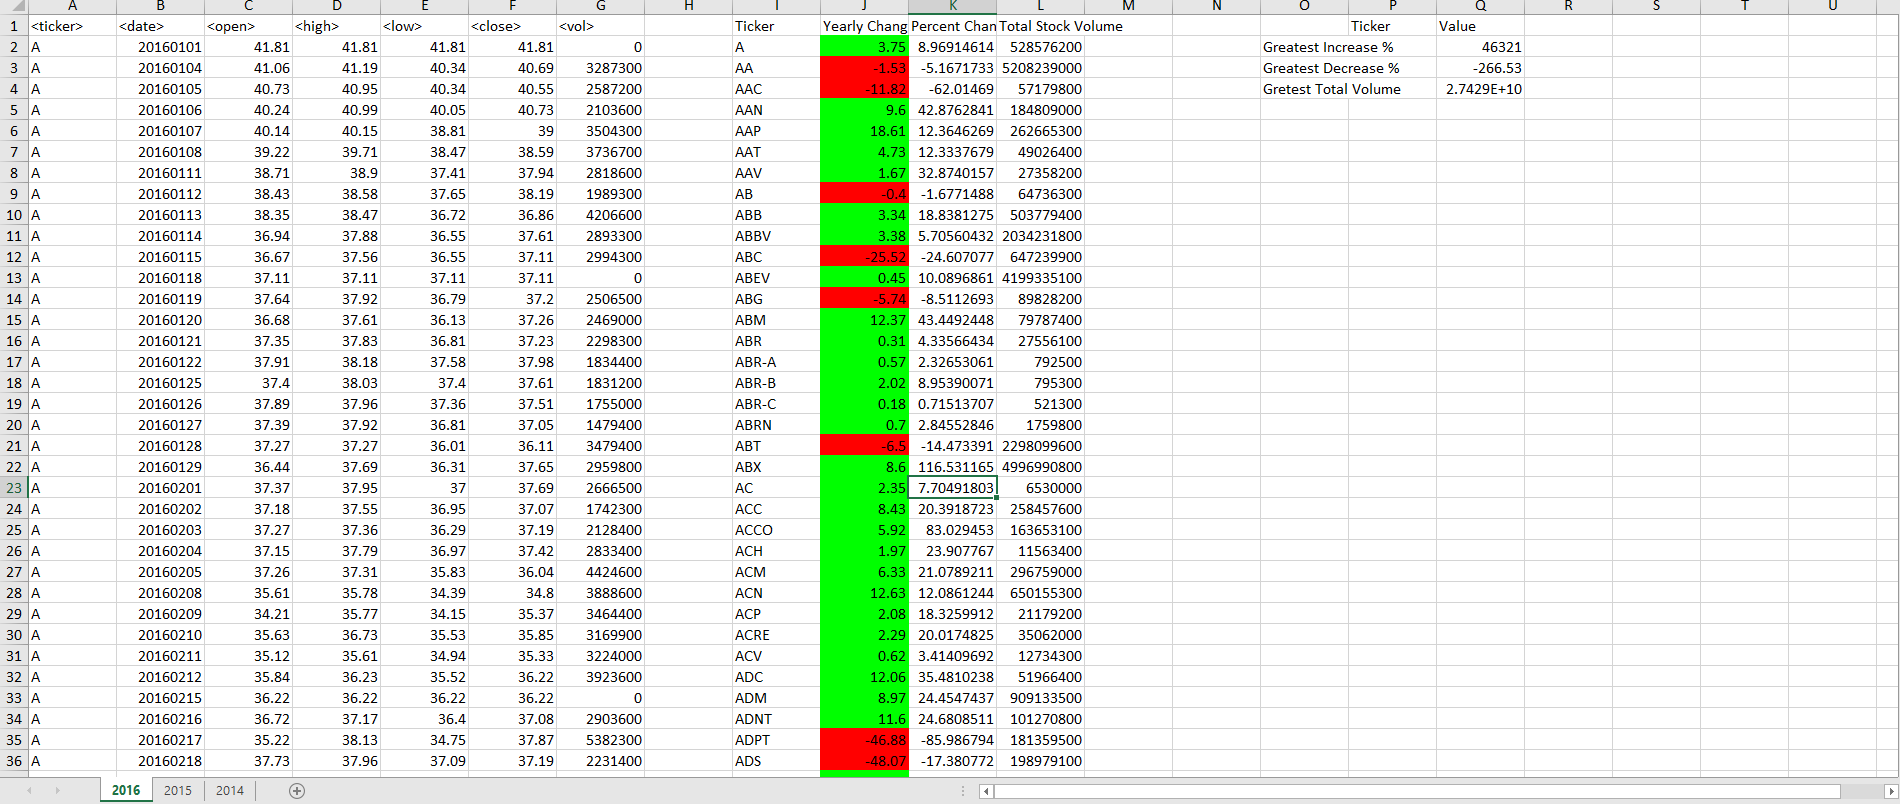 A B C D E F G H I J K L M N O P Q R S T U
1 <ticker> <date> <open> <high> <low> <close> <vol> Ticker Yearly Chang Percent Chan Total Stock Volume Ticker Value
2 A 20160101 41.81 41.81 41.81 41.81 0 A 3.75 8.96914614 528576200 Greatest Increase % 46321
3 A 20160104 41.06 41.19 40.34 40.69 3287300 AA -1.53 -5.1671733 5208239000 Greatest Decrease % -266.53
4 A 20160105 40.73 40.95 40.34 40.55 2587200 AAC -11.82 -62.01469 57179800 Gretest Total Volume 2.7429E+10
5 A 20160106 40.24 40.99 40.05 40.73 2103600 AAN 9.6 42.8762841 184809000
6 A 20160107 40.14 40.15 38.81 39 3504300 AAP 18.61 12.3646269 262665300
7 A 20160108 39.22 39.71 38.47 38.59 3736700 AAT 4.73 12.3337679 49026400
8 A 20160111 38.71 38.9 37.41 37.94 2818600 AAV 1.67 32.8740157 27358200
9 A 20160112 38.43 38.58 37.65 38.19 1989300 AB -0.4 -1.6771488 64736300
10 A 20160113 38.35 38.47 36.72 36.86 4206600 ABB 3.34 18.8381275 503779400
11 A 20160114 36.94 37.88 36.55 37.61 2893300 ABBV 3.38 5.70560432 2034231800
12 A 20160115 36.67 37.56 36.55 37.11 2994300 ABC -25.52 -24.607077 647239900
13 A 20160118 37.11 37.11 37.11 37.11 0 ABEV 0.45 10.0896861 4199335100
14 A 20160119 37.64 37.92 36.79 37.2 2506500 ABG -5.74 -8.5112693 89828200
15 A 20160120 36.68 37.61 36.13 37.26 2469000 ABM 12.37 43.4492448 79787400
16 A 20160121 37.35 37.83 36.81 37.23 2298300 ABR 0.31 4.33566434 27556100
17 A 20160122 37.91 38.18 37.58 37.98 1834400 ABR-A 0.57 2.32653061 792500
18 A 20160125 37.4 38.03 37.4 37.61 1831200 ABR-B 2.02 8.95390071 795300
19 A 20160126 37.89 37.96 37.36 37.51 1755000 ABR-C 0.18 0.71513707 521300
20 A 20160127 37.39 37.92 36.81 37.05 1479400 ABRN 0.7 2.84552846 1759800
21 A 20160128 37.27 37.27 36.01 36.11 3479400 ABT -6.5 -14.473391 2298099600
22 A 20160129 36.44 37.69 36.31 37.65 2959800 ABX 8.6 116.531165 4996990800
23 A 20160201 37.37 37.95 37 37.69 2666500 AC 2.35 7.70491803 6530000
24 A 20160202 37.18 37.55 36.95 37.07 1742300 ACC 8.43 20.3918723 258457600
25 A 20160203 37.27 37.36 36.29 37.19 2128400 ACCO 5.92 83.029453 163653100
26 A 20160204 37.15 37.79 36.97 37.42 2833400 ACH 1.97 23.907767 11563400
27 A 20160205 37.26 37.31 35.83 36.04 4424600 ACM 6.33 21.0789211 296759000
28 A 20160208 35.61 35.78 34.39 34.8 3888600 ACN 12.63 12.0861244 650155300
29 A 20160209 34.21 35.77 34.15 35.37 3464400 ACP 2.08 18.3259912 21179200
30 A 20160210 35.63 36.73 35.53 35.85 3169900 ACRE 2.29 20.0174825 35062000
31 A 20160211 35.12 35.61 34.94 35.33 3224000 ACV 0.62 3.41409692 12734300
32 A 20160212 35.84 36.23 35.52 36.22 3923600 ADC 12.06 35.4810238 51966400
33 A 20160215 36.22 36.22 36.22 36.22 0 ADM 8.97 24.4547437 909133500
34 A 20160216 36.72 37.17 36.4 37.08 2903600 ADNT 11.6 24.6808511 101270800
35 A 20160217 35.22 38.13 34.75 37.87 5382300 ADPT -46.88 -85.986794 181359500
36 A 20160218 37.73 37.96 37.09 37.19 2231400 ADS -48.07 -17.380772 198979100
2016 2015 2014